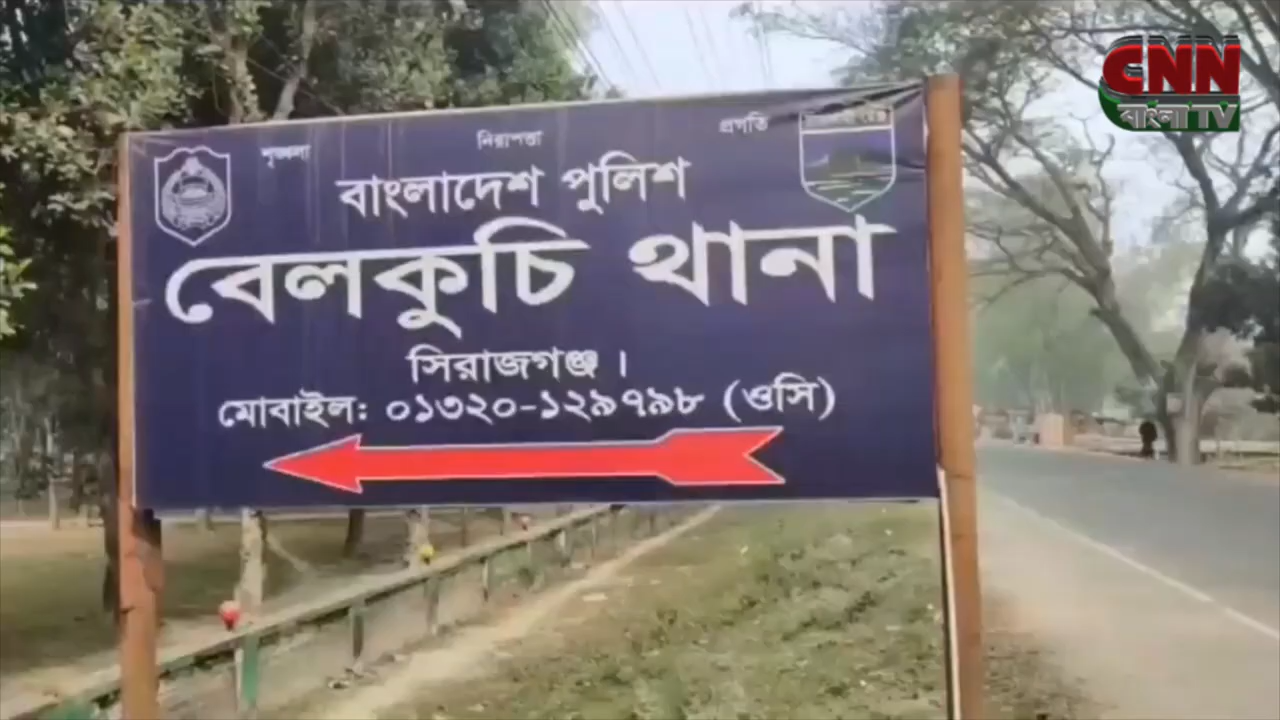 CNN
বাংলা TV
শৃঙ্খলা নিরাপত্তা প্রগতি
বাংলাদেশ পুলিশ
বেলকুচি থানা
সিরাজগঞ্জ।
মোবাইল: ০১৩২০-১২৯৭৯৮ (ওসি)